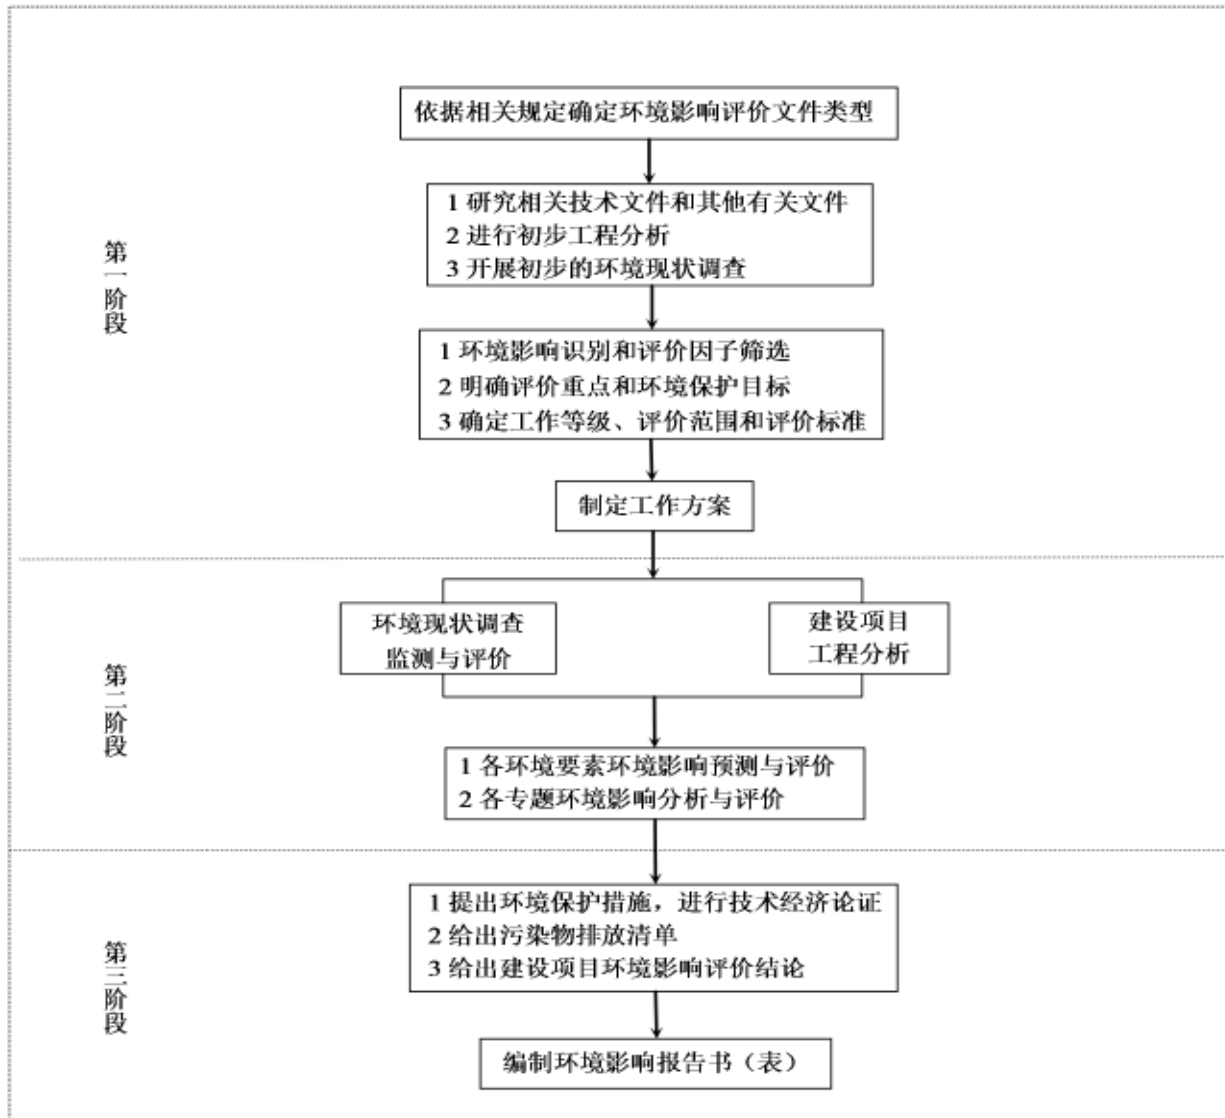 依据相关规定确定环境影响评价文件类型
1 研究相关技术文件和其他有关文件
2 进行初步工程分析
3 开展初步的环境现状调查
第一阶段
1 环境影响识别和评价因子筛选
2 明确评价重点和环境保护目标
3 确定工作等级、评价范围和评价标准
制定工作方案
环境现状调查
监测与评价
建设项目
工程分析
第二阶段
1 各环境要素环境影响预测与评价
2 各专题环境影响分析与评价
1 提出环境保护措施，进行技术经济论证
2 给出污染物排放清单
3 给出建设项目环境影响评价结论
第三阶段
编制环境影响报告书（表）